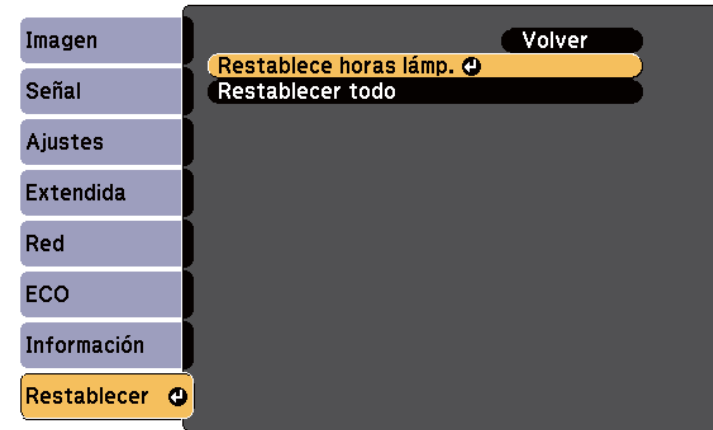 Imagen
Señal
Ajustes
Extendida
Red
ECO
Información
Restablecer
Volver
Restablece horas lámp.
Restablecer todo